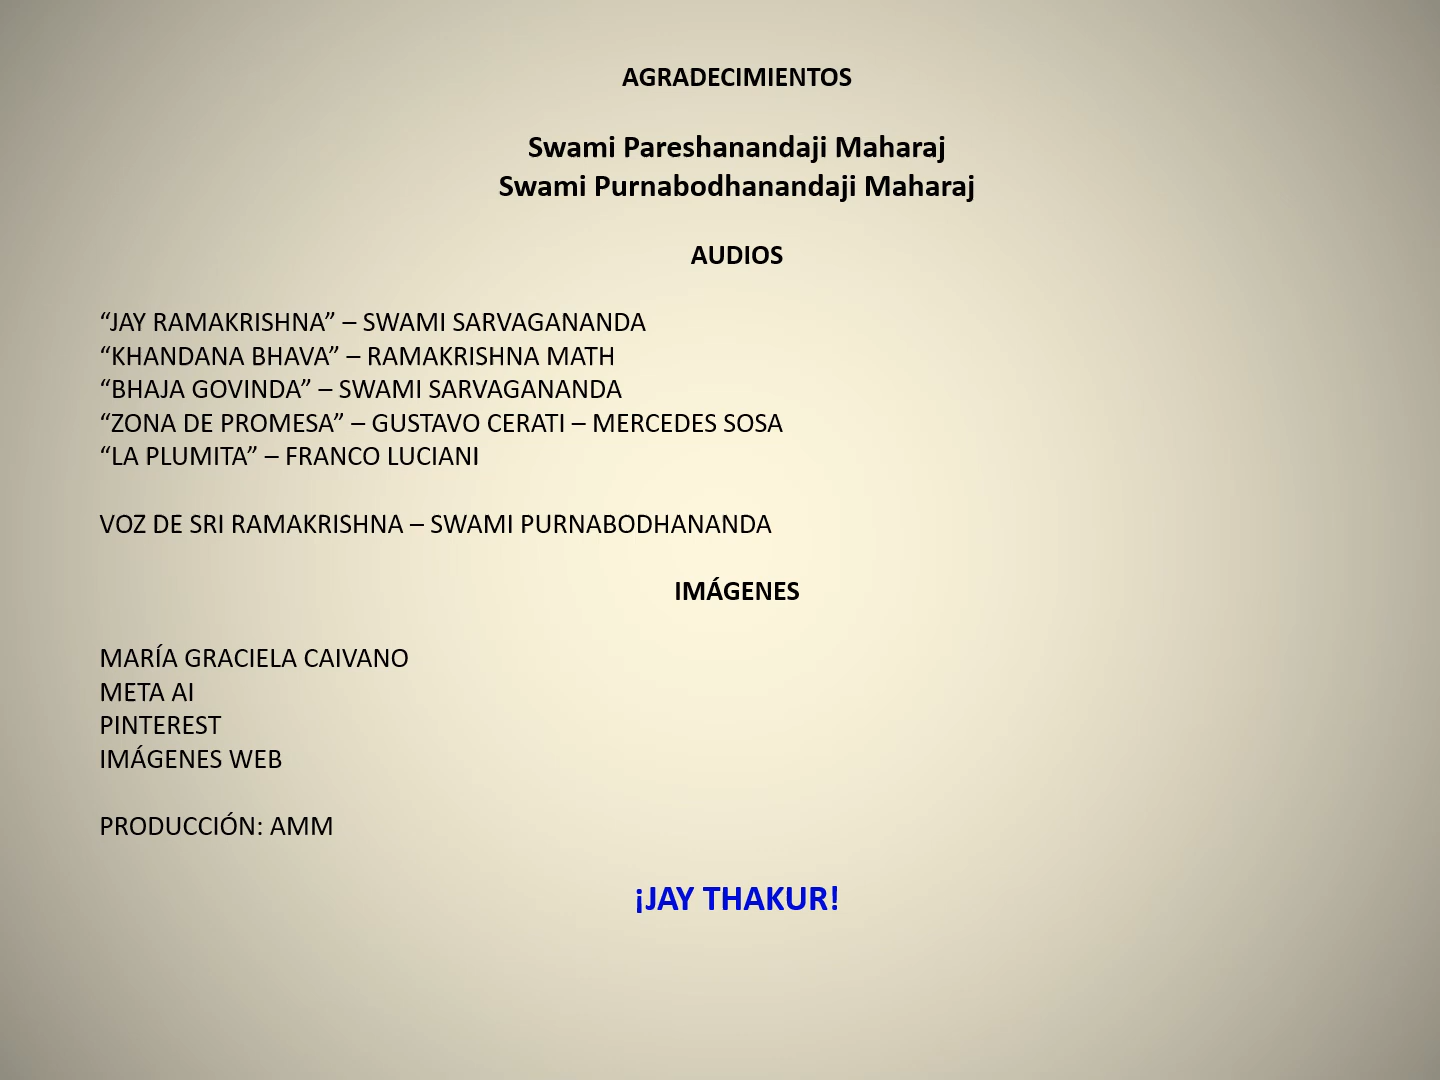 AGRADECIMIENTOS
Swami Pareshanandaji Maharaj
Swami Purnabodhanandaji Maharaj
AUDIOS
“JAY RAMAKRISHNA” – SWAMI SARVAGANANDA
“KHANDANA BHAVA” – RAMAKRISHNA MATH
“BHAJA GOVINDA” – SWAMI SARVAGANANDA
“ZONA DE PROMESA” – GUSTAVO CERATI – MERCEDES SOSA
“LA PLUMITA” – FRANCO LUCIANI
VOZ DE SRI RAMAKRISHNA – SWAMI PURNABODHANANDA
IMÁGENES
MARÍA GRACIELA CAIVANO
META AI
PINTEREST
IMÁGENES WEB
PRODUCCIÓN: AMM
¡JAY THAKUR!